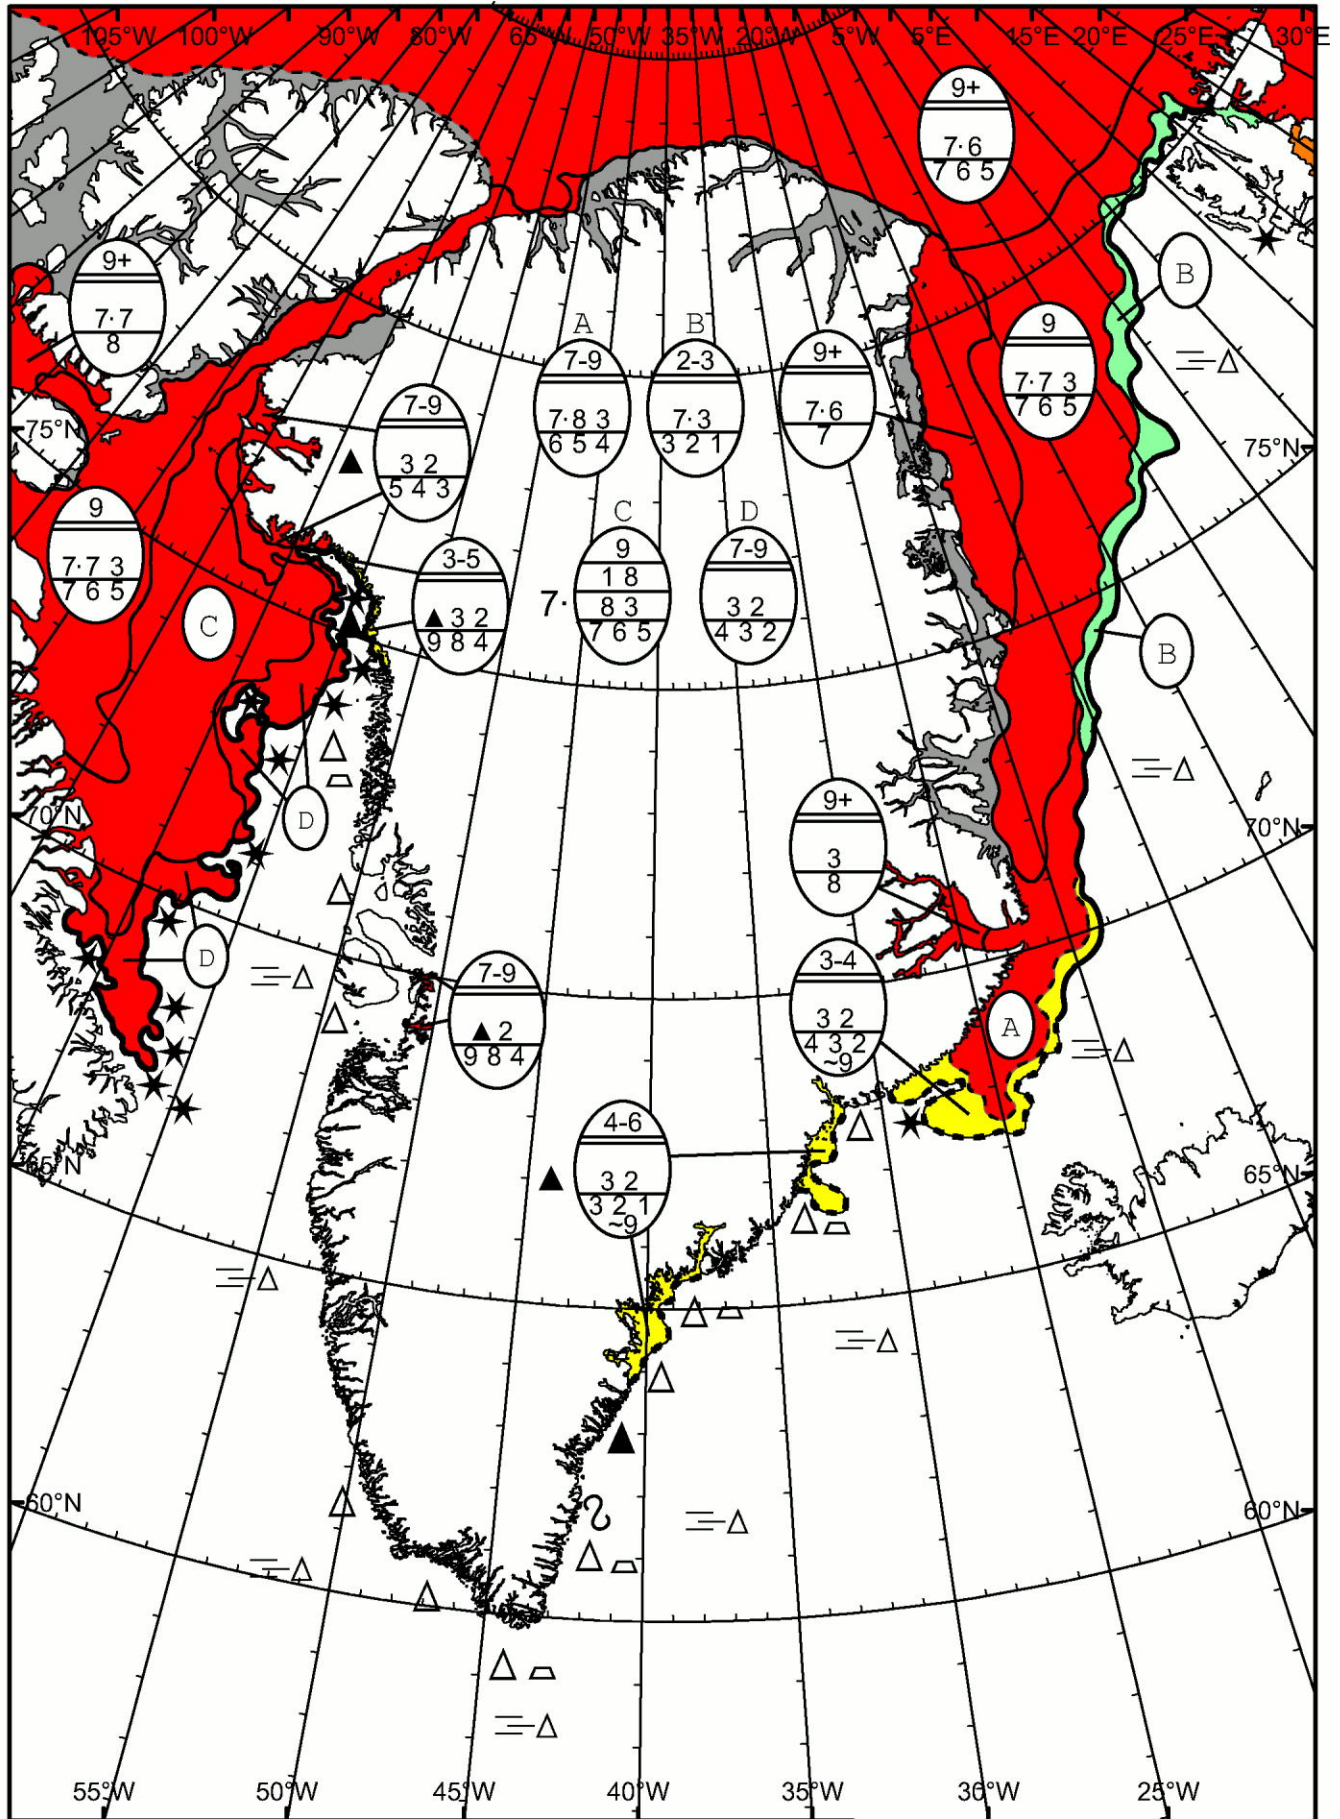 105°W 100°W 90°W 80°W 65°W 50°W 35°W 20°W 5°W 5°E 15°E 20°E 25°E 30°E
9+
7·6
7 6 5
9+
7·7
8
B
A
7-9
7·8 3
6 5 4
B
2-3
7·3
3 2 1
9+
7·6
7
9
7·7 3
7 6 5
7-9
3 2
5 4 3
75°N
75°N
9
7·7 3
7 6 5
3-5
▲ 3 2
9 8 4
C
9
1 8
7·
8 3
7 6 5
D
7-9
3 2
4 3 2
C
B
D
70°N
70°N
9+
3
8
D
7-9
▲ 2
9 8 4
3-4
3 2
4 3 2
~9
A
4-6
3 2
3 2 1
~9
65°N
65°N
60°N
60°N
55°W 50°W 45°W 40°W 35°W 30°W 25°W